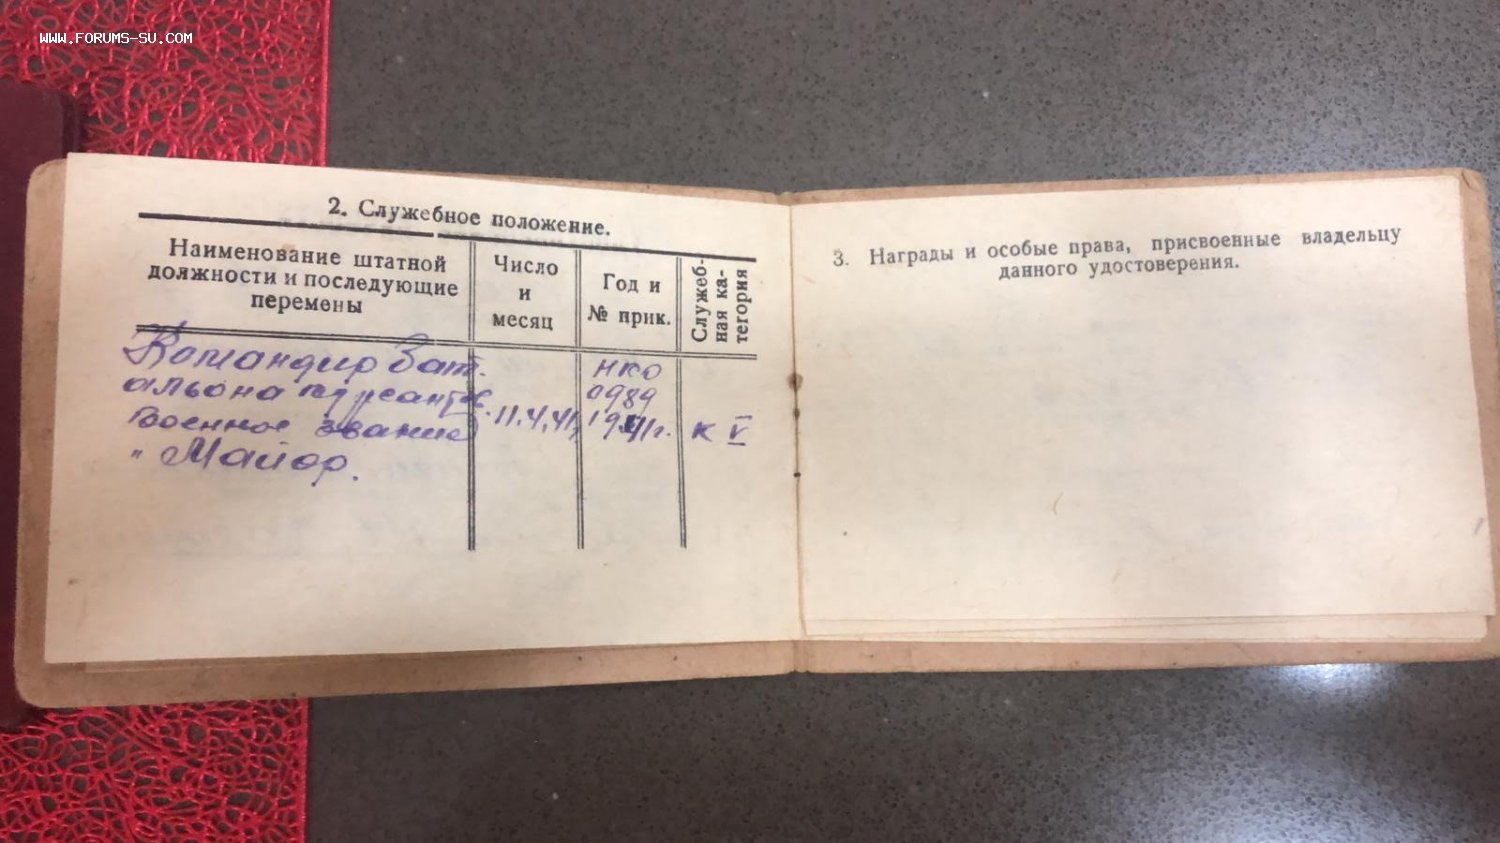 WWW.FORUMS-SU.COM
2. Служебное положение.
Наименование штатной
должности и последующие
перемены
Число
и
месяц
Год и
№ прик.
Служеб-
ная ка-
тегория
Командир бат.
альона курсантов.
Военное звание
" Майор.
11.4.41,
НКО
0989
1941г.
К V
3. Награды и особые права, присвоенные владельцу
данного удостоверения.